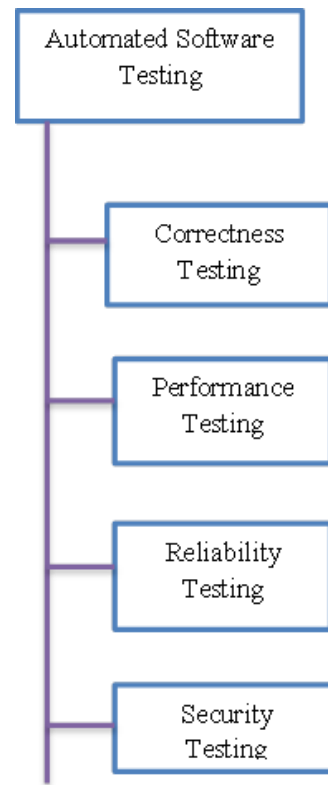 Automated Software
Testing
Correctness
Testing
Performance
Testing
Reliability
Testing
Security
Testing